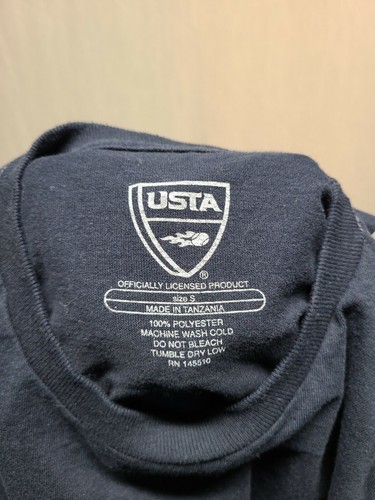 USTA
®
OFFICIALLY LICENSED PRODUCT
size S
MADE IN TANZANIA
100% POLYESTER
MACHINE WASH COLD
DO NOT BLEACH
TUMBLE DRY LOW
RN 145510